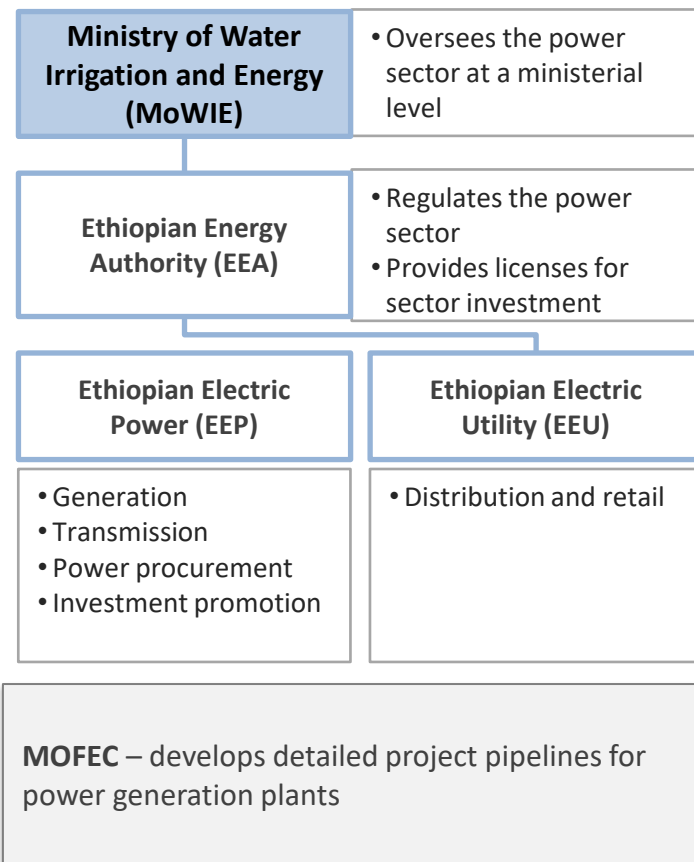 Ministry of Water
Irrigation and Energy
(MoWIE)
• Oversees the power
sector at a ministerial
level
Ethiopian Energy
Authority (EEA)
• Regulates the power
sector
• Provides licenses for
sector investment
Ethiopian Electric
Power (EEP)
Ethiopian Electric
Utility (EEU)
• Generation
• Transmission
• Power procurement
• Investment promotion
• Distribution and retail
MOFEC – develops detailed project pipelines for
power generation plants